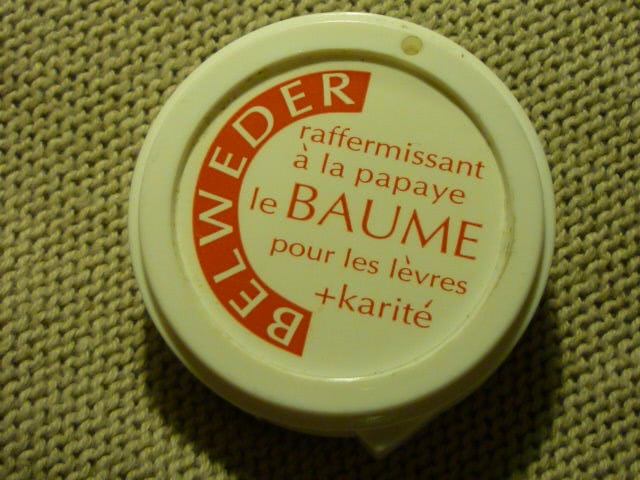 BELWEDER
raffermissant
à la papaye
le BAUME
pour les lèvres
+karité